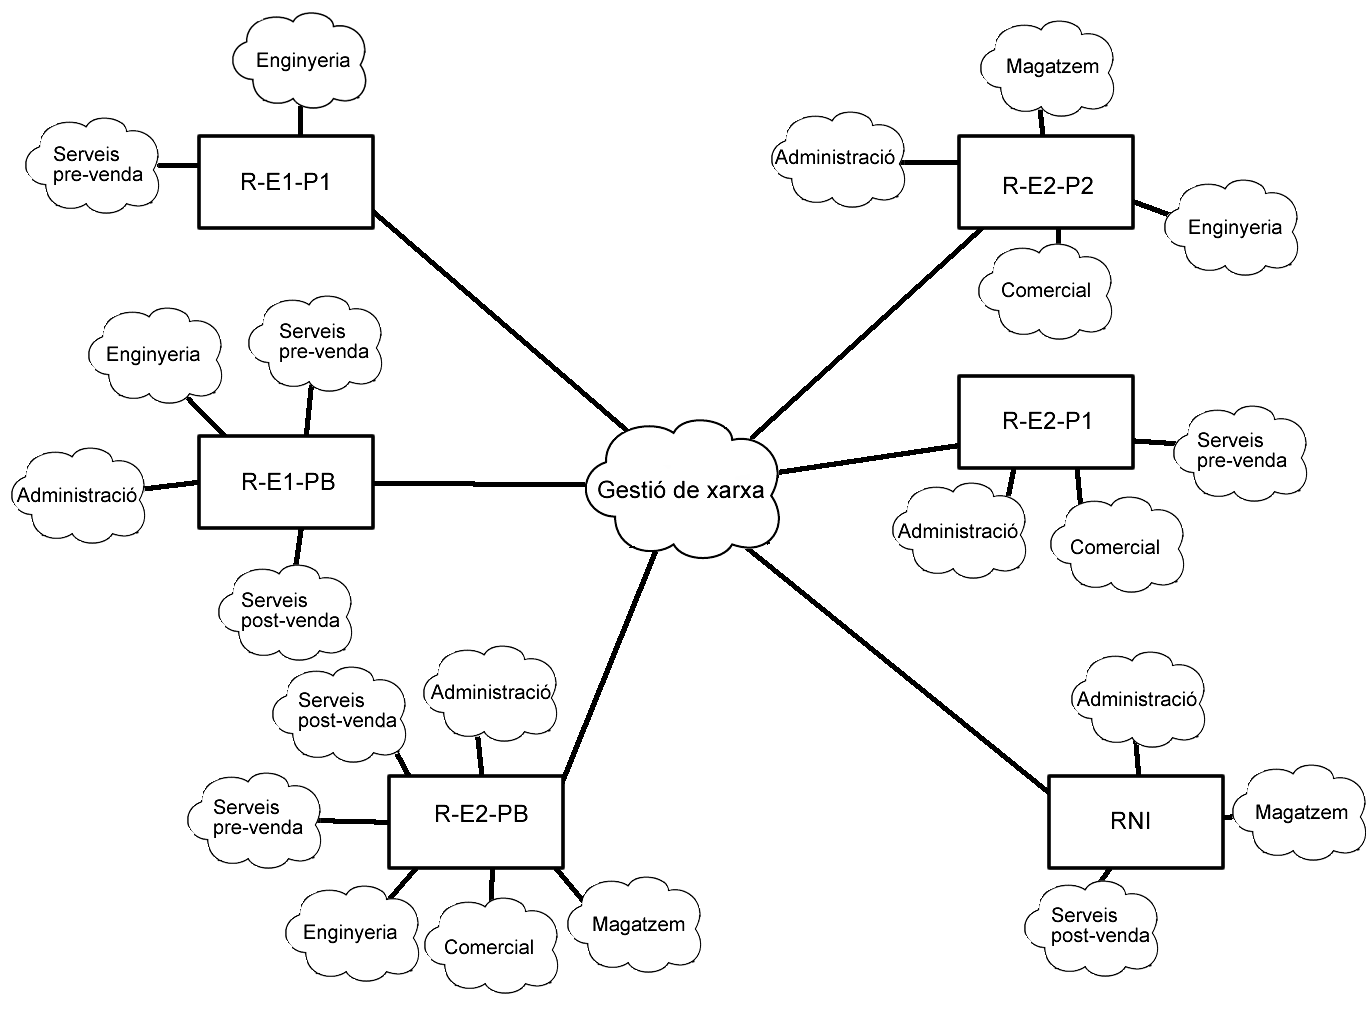 Enginyeria
Serveis
pre-venda
R-E1-P1
Magatzem
Administració
R-E2-P2
Enginyeria
Comercial
Enginyeria
Serveis
pre-venda
Administració
R-E1-PB
Serveis
post-venda
Gestió de xarxa
R-E2-P1
Serveis
pre-venda
Administració
Comercial
Serveis
post-venda
Administració
Serveis
pre-venda
R-E2-PB
Enginyeria
Comercial
Magatzem
Administració
RNI
Magatzem
Serveis
post-venda